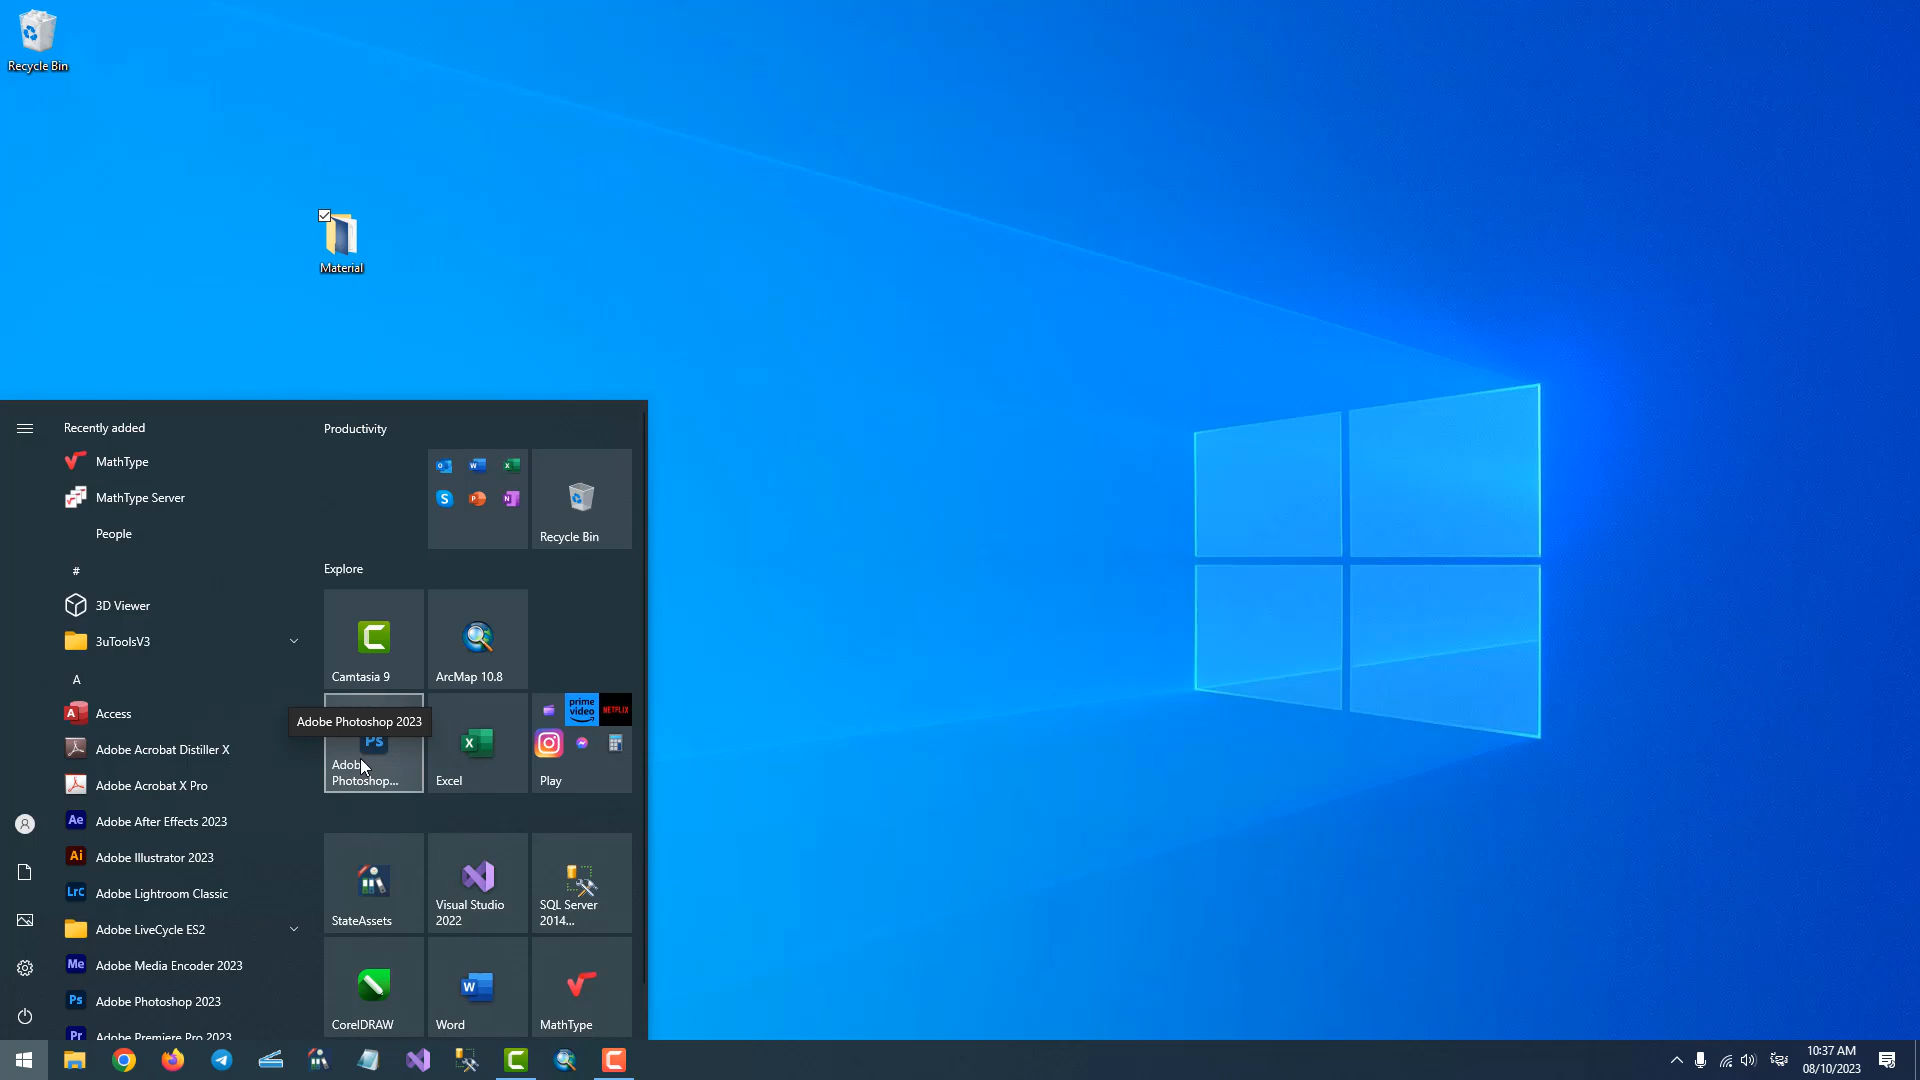 Recycle Bin
Material
Recently added
MathType
MathType Server
People
#
3D Viewer
3uToolsV3
A
Access
Adobe Acrobat Distiller X
Adobe Acrobat X Pro
Adobe After Effects 2023
Adobe Illustrator 2023
Adobe Lightroom Classic
Adobe LiveCycle ES2
Adobe Media Encoder 2023
Adobe Photoshop 2023
Adobe Premiere Pro 2023
Productivity
Recycle Bin
Explore
Camtasia 9
ArcMap 10.8
Adobe Photoshop 2023
Adobe
Photoshop...
Excel
prime
video
NETFLIX
Play
StateAssets
Visual Studio
2022
SQL Server
2014...
CorelDRAW
Word
MathType
10:37 AM
08/10/2023